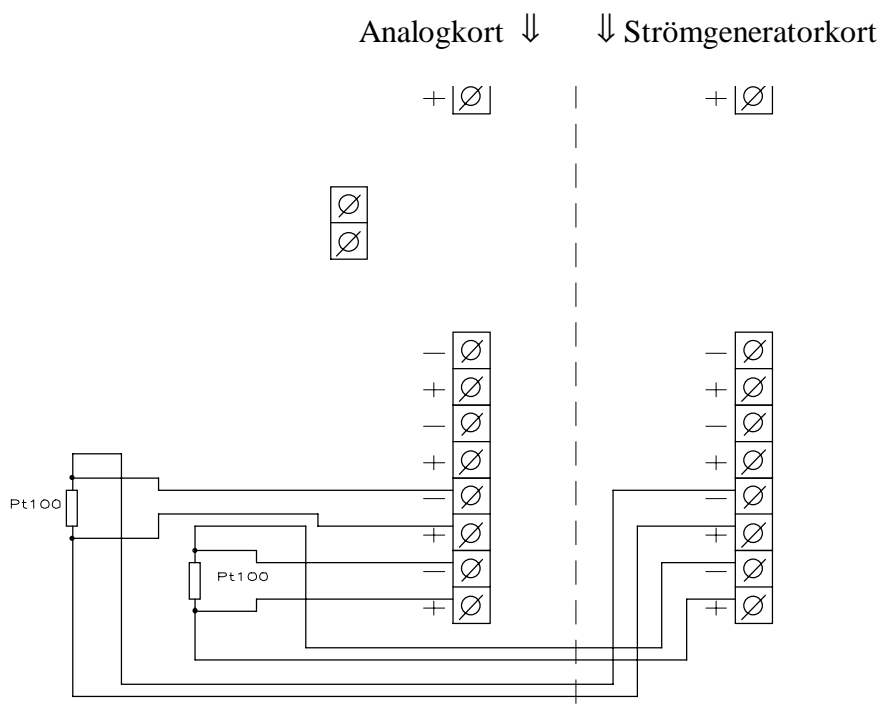 Analogkort ⇓ ⇓ Strömgeneratorkort
+ +
— —
+ +
— —
+ +
Pt100 — —
+ +
Pt100 — —
+ +